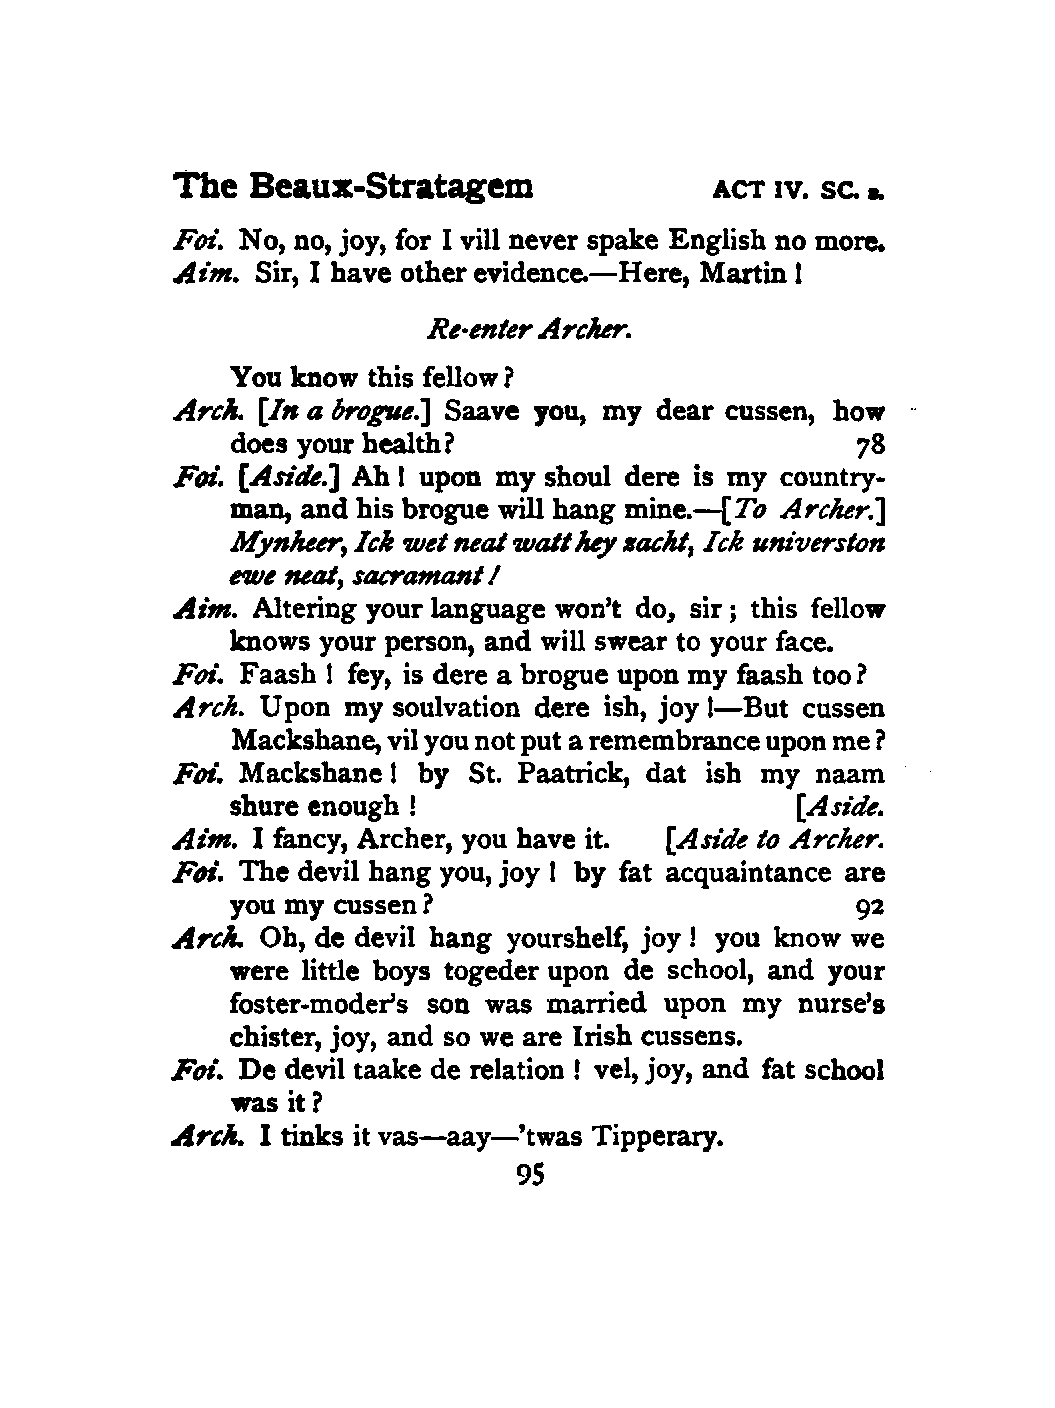 The Beaux-Stratagem ACT IV. SC. 2.
Foi. No, no, joy, for I vill never spake English no more.
Aim. Sir, I have other evidence.—Here, Martin!
Re-enter Archer.
You know this fellow?
Arch. [In a brogue.] Saave you, my dear cussen, how
does your health? 78
Foi. [Aside.] Ah! upon my shoul dere is my country-
man, and his brogue will hang mine.—[To Archer.]
Mynheer, Ick wet neat watt hey zacht, Ick universton
ewe neat, sacramant!
Aim. Altering your language won't do, sir; this fellow
knows your person, and will swear to your face.
Foi. Faash! fey, is dere a brogue upon my faash too?
Arch. Upon my soulvation dere ish, joy!—But cussen
Mackshane, vil you not put a remembrance upon me?
Foi. Mackshane! by St. Paatrick, dat ish my naam
shure enough! [Aside.
Aim. I fancy, Archer, you have it. [Aside to Archer.
Foi. The devil hang you, joy! by fat acquaintance are
you my cussen? 92
Arch. Oh, de devil hang yourshelf, joy! you know we
were little boys togeder upon de school, and your
foster-moder's son was married upon my nurse's
chister, joy, and so we are Irish cussens.
Foi. De devil taake de relation! vel, joy, and fat school
was it?
Arch. I tinks it vas—aay—'twas Tipperary.
95